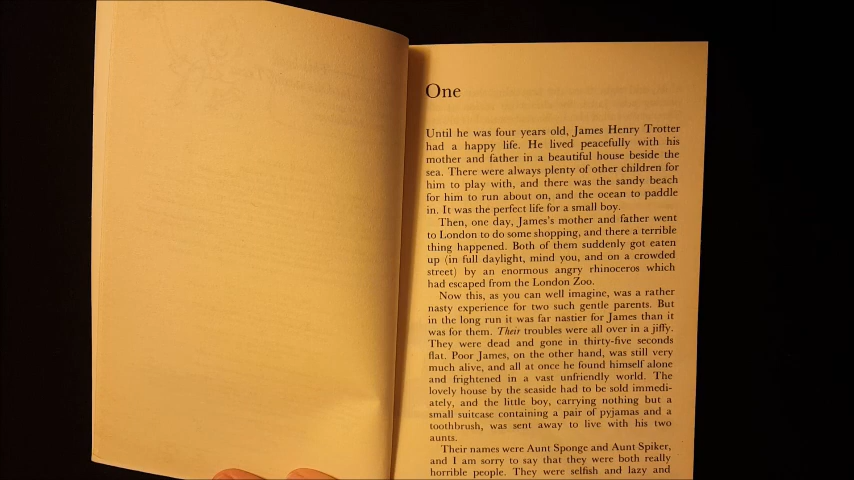 One
Until he was four years old, James Henry Trotter
had a happy life. He lived peacefully with his
mother and father in a beautiful house beside the
sea. There were always plenty of other children for
him to play with, and there was the sandy beach
for him to run about on, and the ocean to paddle
in. It was the perfect life for a small boy.
Then, one day, James's mother and father went
to London to do some shopping, and there a terrible
thing happened. Both of them suddenly got eaten
up (in full daylight, mind you, and on a crowded
street) by an enormous angry rhinoceros which
had escaped from the London Zoo.
Now this, as you can well imagine, was a rather
nasty experience for two such gentle parents. But
in the long run it was far nastier for James than it
was for them. Their troubles were all over in a jiffy.
They were dead and gone in thirty-five seconds
flat. Poor James, on the other hand, was still very
much alive, and all at once he found himself alone
and frightened in a vast unfriendly world. The
lovely house by the seaside had to be sold immedi-
ately, and the little boy, carrying nothing but a
small suitcase containing a pair of pyjamas and a
toothbrush, was sent away to live with his two
aunts.
Their names were Aunt Sponge and Aunt Spiker,
and I am sorry to say that they were both really
horrible people. They were selfish and lazy and